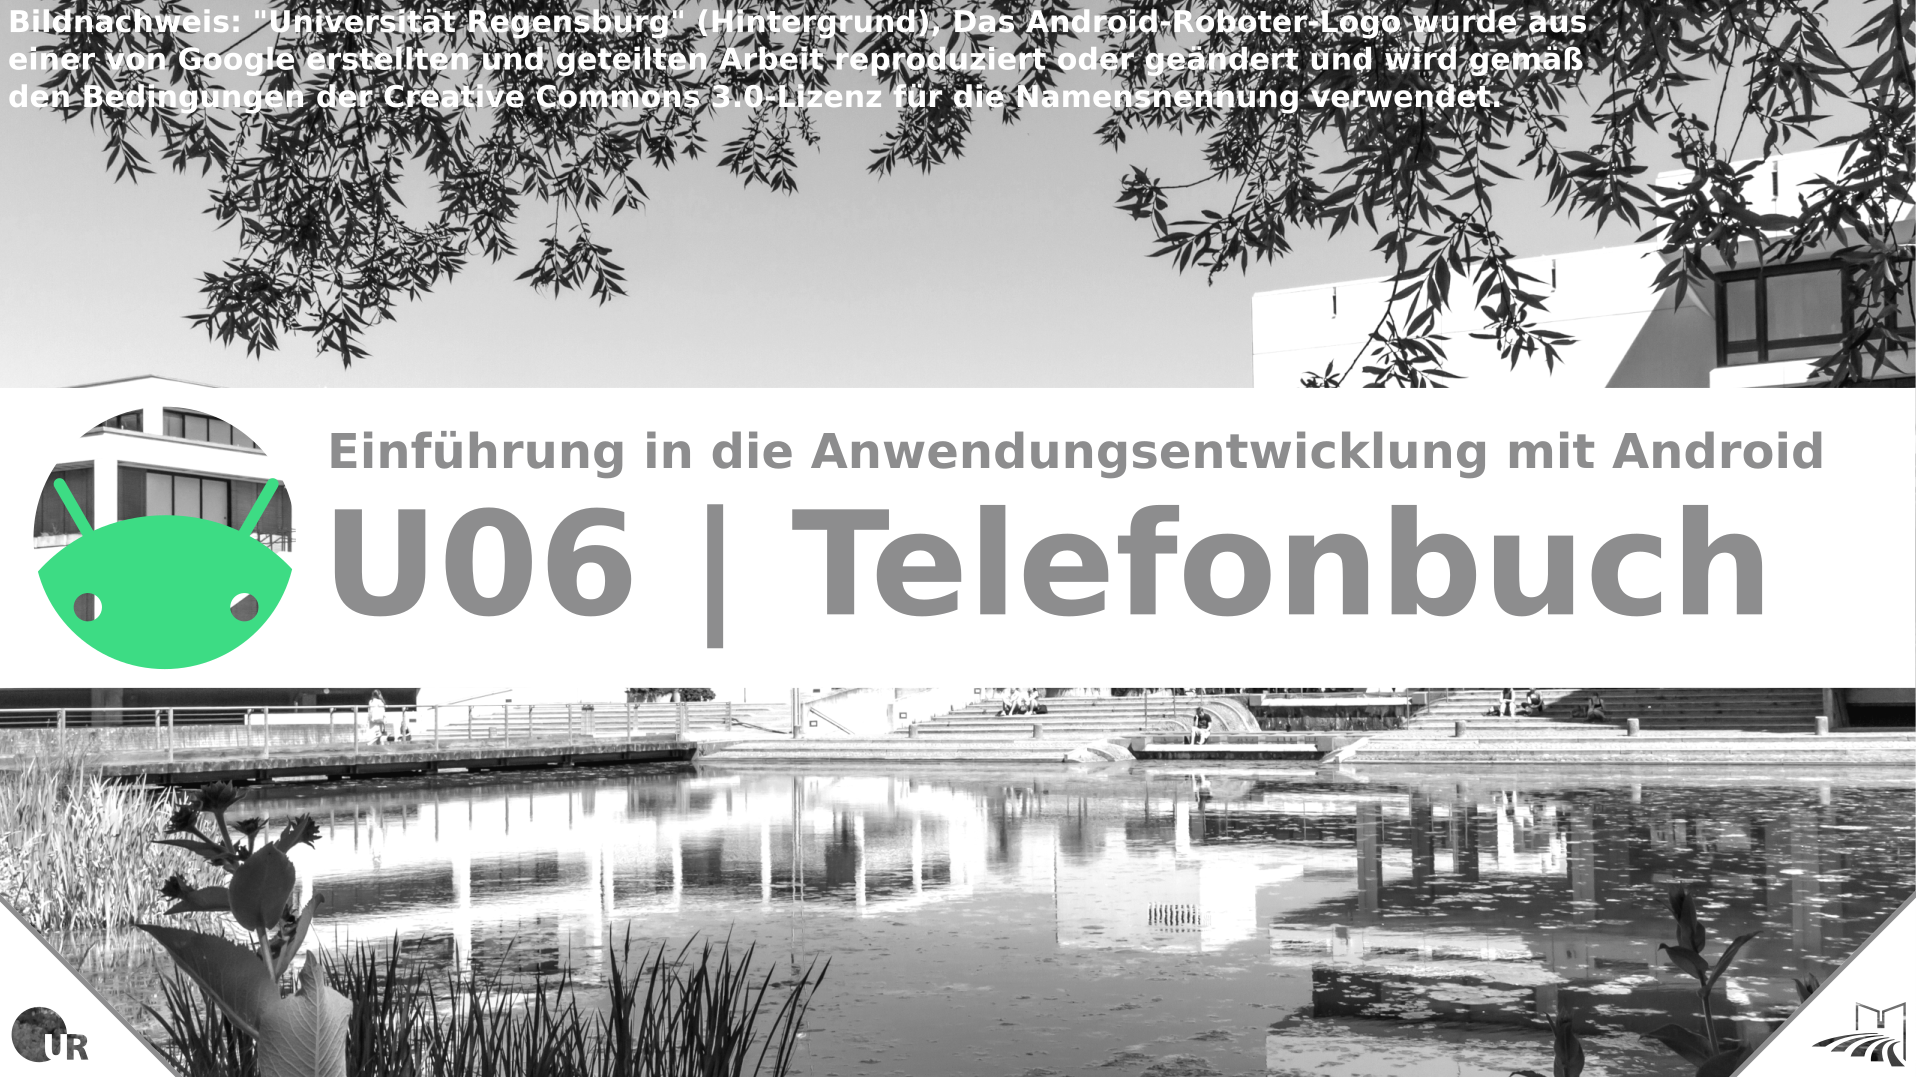 Bildnachweis: "Universität Regensburg" (Hintergrund), Das Android-Roboter-Logo wurde aus
einer von Google erstellten und geteilten Arbeit reproduziert oder geändert und wird gemäß
den Bedingungen der Creative Commons 3.0-Lizenz für die Namensnennung verwendet.
Einführung in die Anwendungsentwicklung mit Android
U06 | Telefonbuch
UR